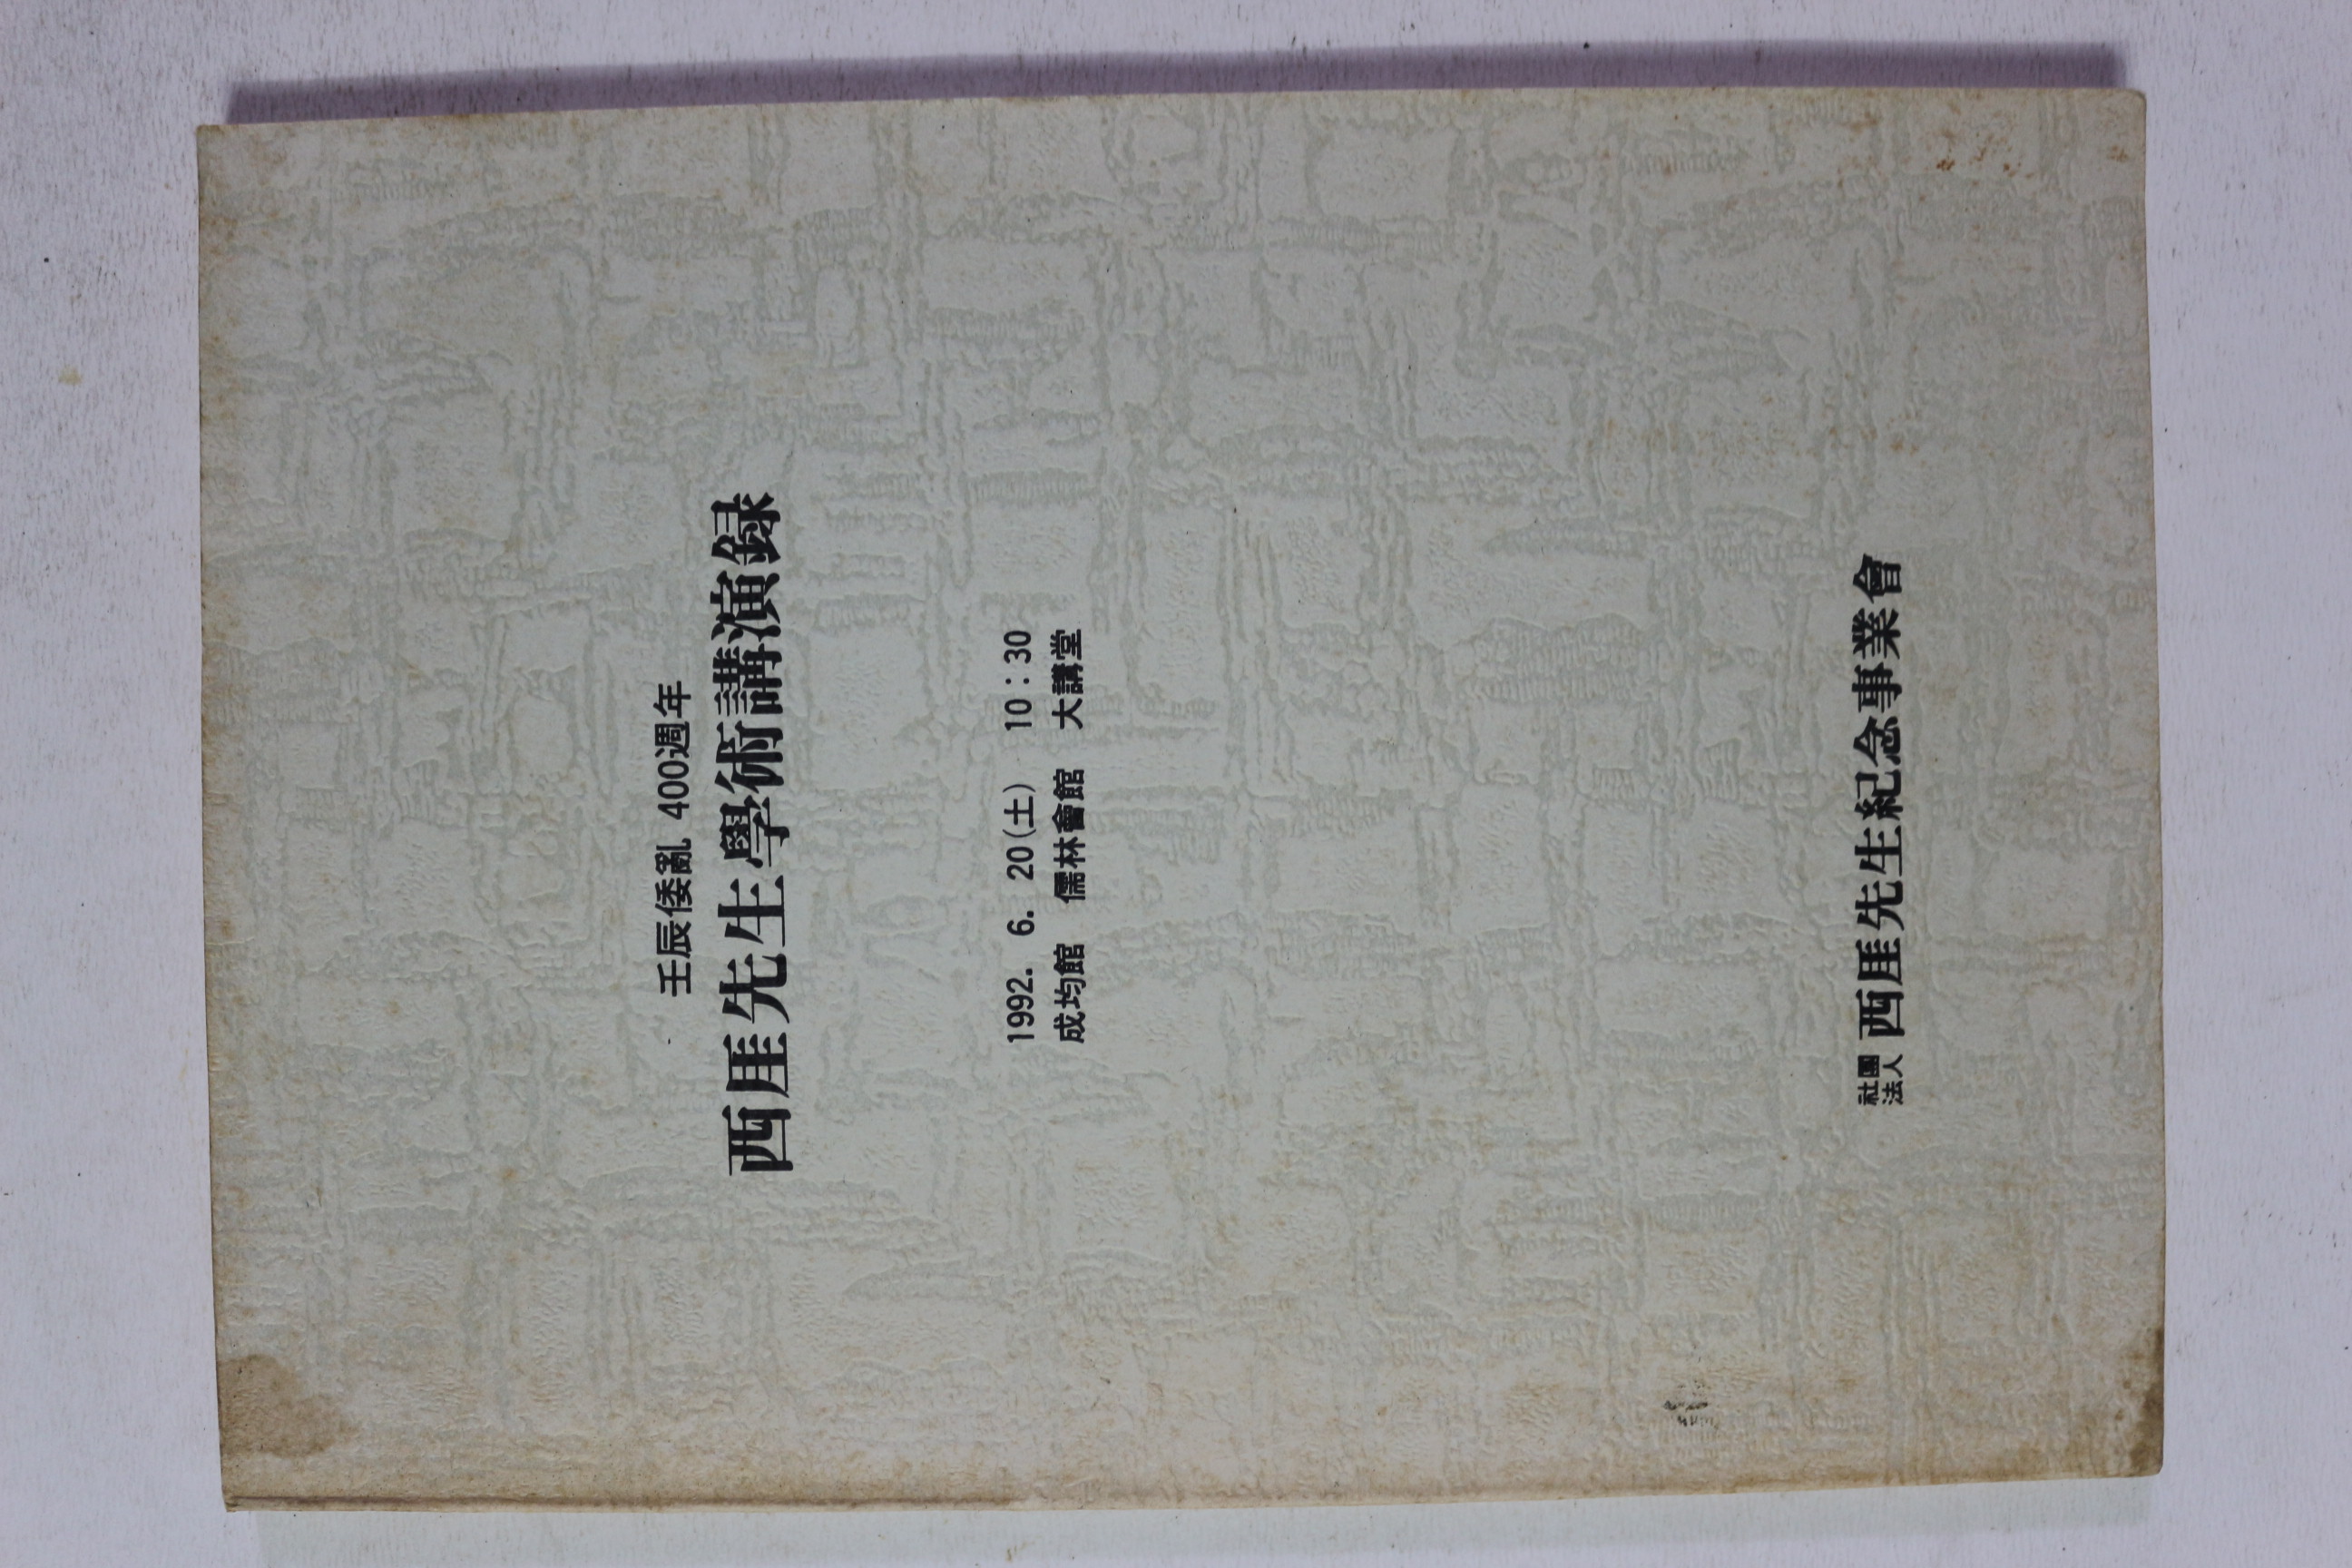 壬辰倭亂 400週年
西厓先生學術講演録
1992. 6. 20(土) 10 : 30
成均館 儒林會館 大講堂
社團法人 西厓先生紀念事業會